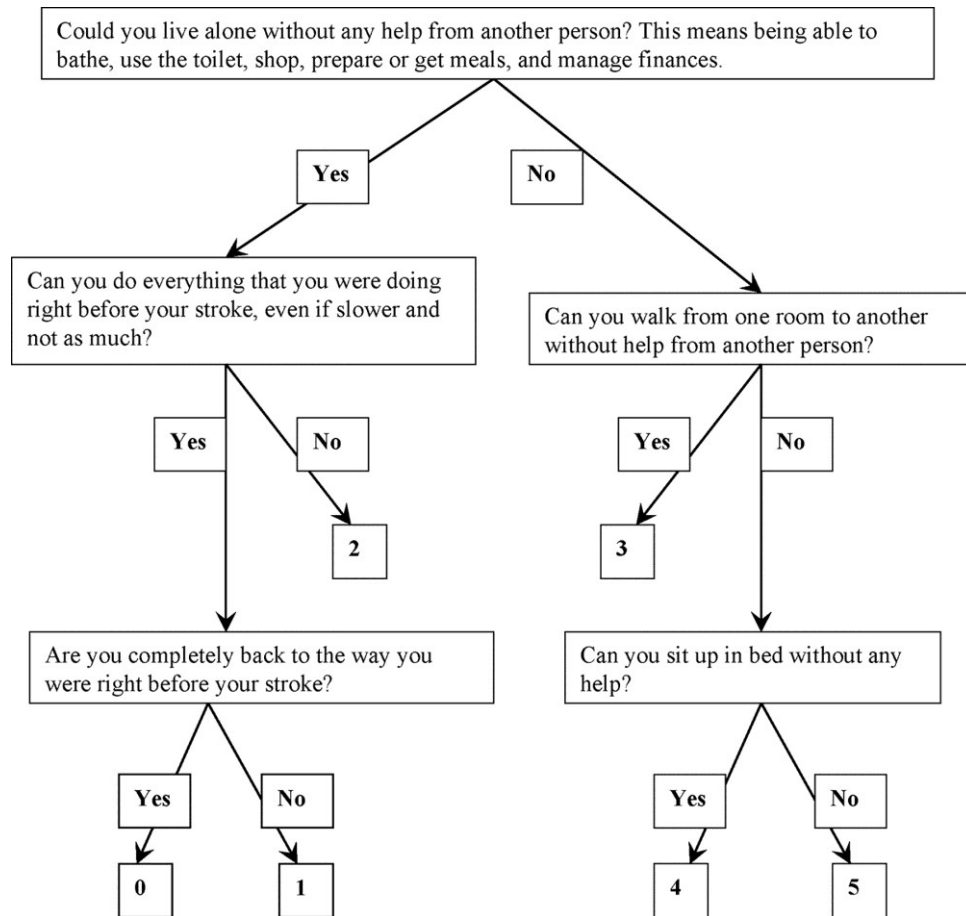 Could you live alone without any help from another person? This means being able to
bathe, use the toilet, shop, prepare or get meals, and manage finances.
Yes
No
Can you do everything that you were doing
right before your stroke, even if slower and
not as much?
Can you walk from one room to another
without help from another person?
Yes
No
Yes
No
2
3
Are you completely back to the way you
were right before your stroke?
Can you sit up in bed without any
help?
Yes
No
Yes
No
0
1
4
5